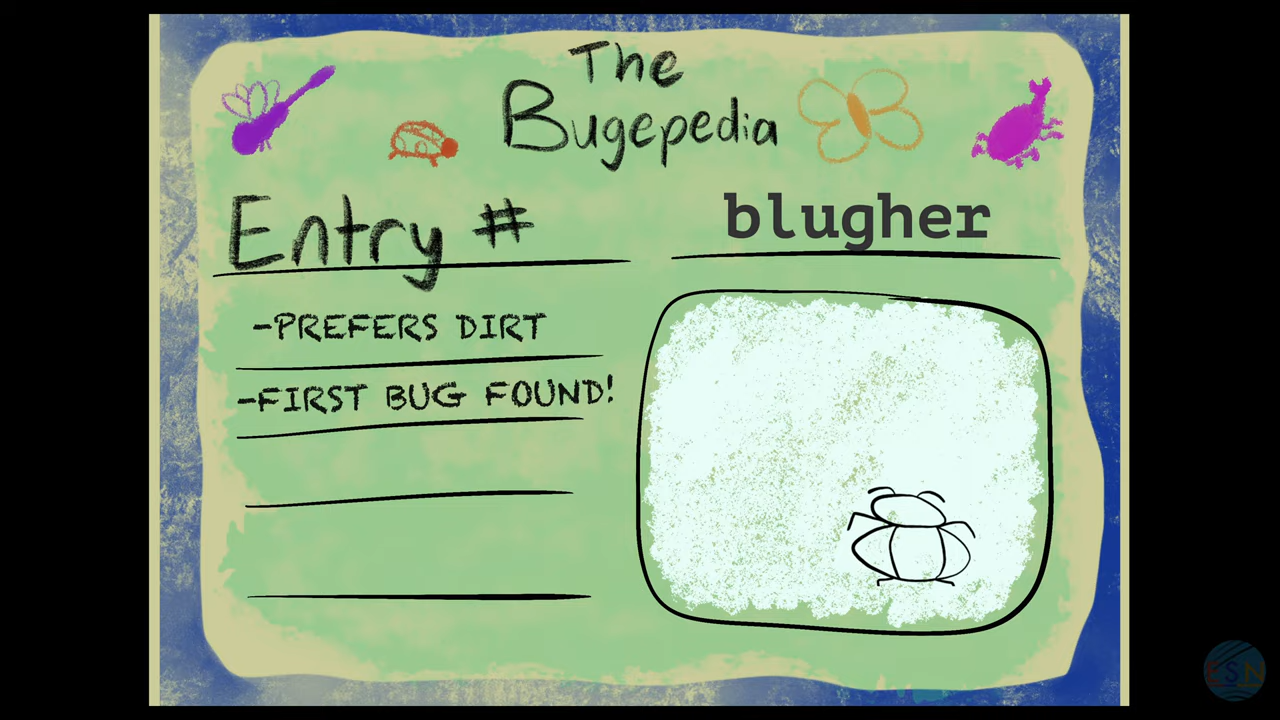 The
Bugepedia
Entry #
blugher
-PREFERS DIRT
-FIRST BUG FOUND!